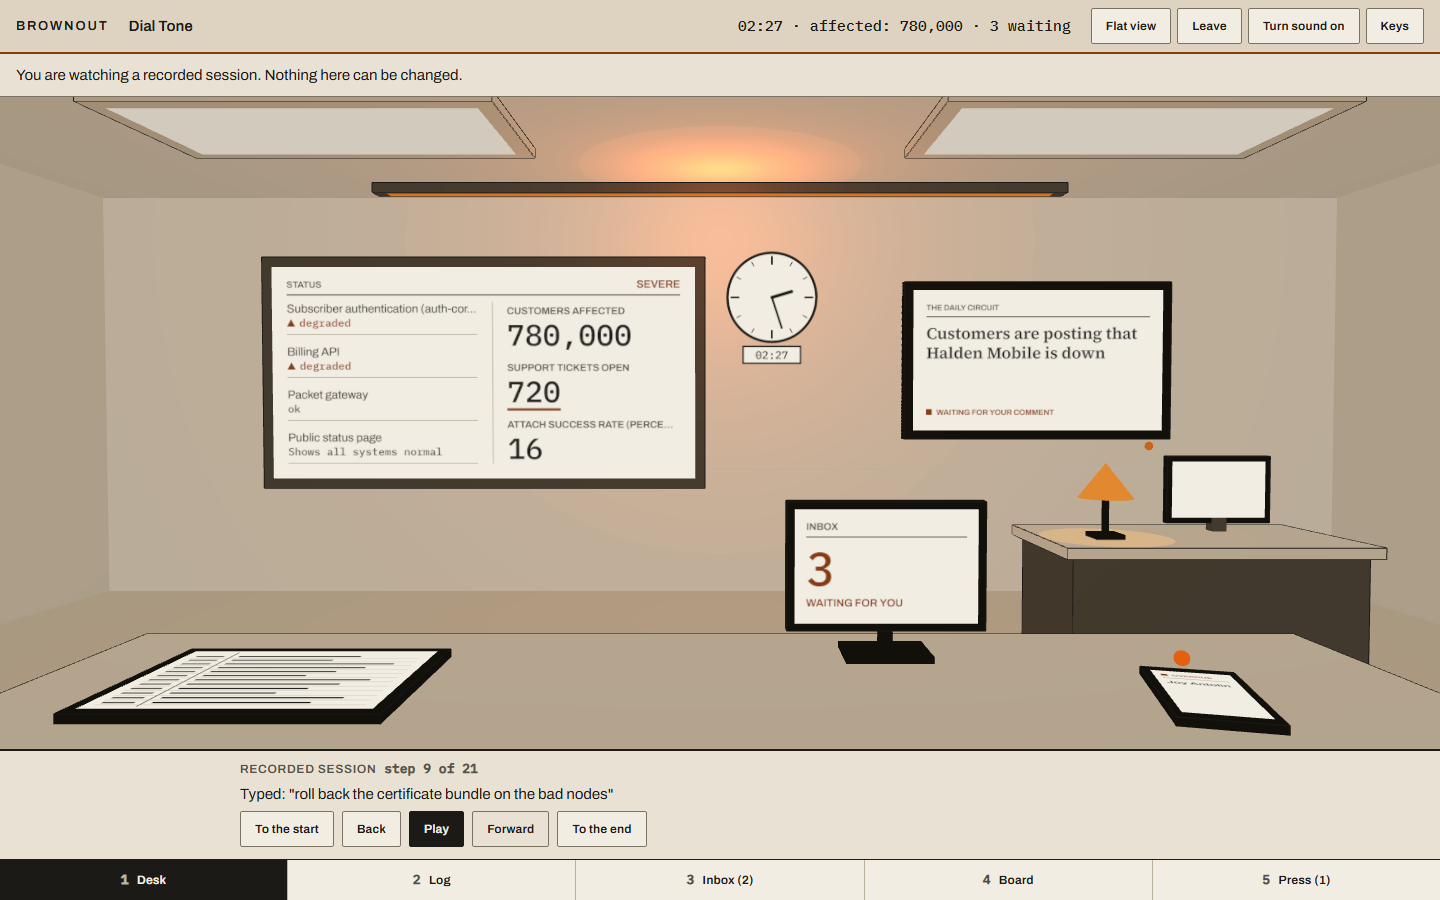 BROWNOUT Dial Tone 02:27 · affected: 780,000 · 3 waiting Flat view Leave Turn sound on Keys
You are watching a recorded session. Nothing here can be changed.
STATUS SEVERE
Subscriber authentication (auth-cor...
▲ degraded
Billing API
▲ degraded
Packet gateway
ok
Public status page
Shows all systems normal
CUSTOMERS AFFECTED
780,000
SUPPORT TICKETS OPEN
720
ATTACH SUCCESS RATE (PERCE...
16
02:27
THE DAILY CIRCUIT
Customers are posting that
Halden Mobile is down
WAITING FOR YOUR COMMENT
INBOX
3
WAITING FOR YOU
Joy Antolin
RECORDED SESSION step 9 of 21
Typed: "roll back the certificate bundle on the bad nodes"
To the start Back Play Forward To the end
1 Desk 2 Log 3 Inbox (2) 4 Board 5 Press (1)